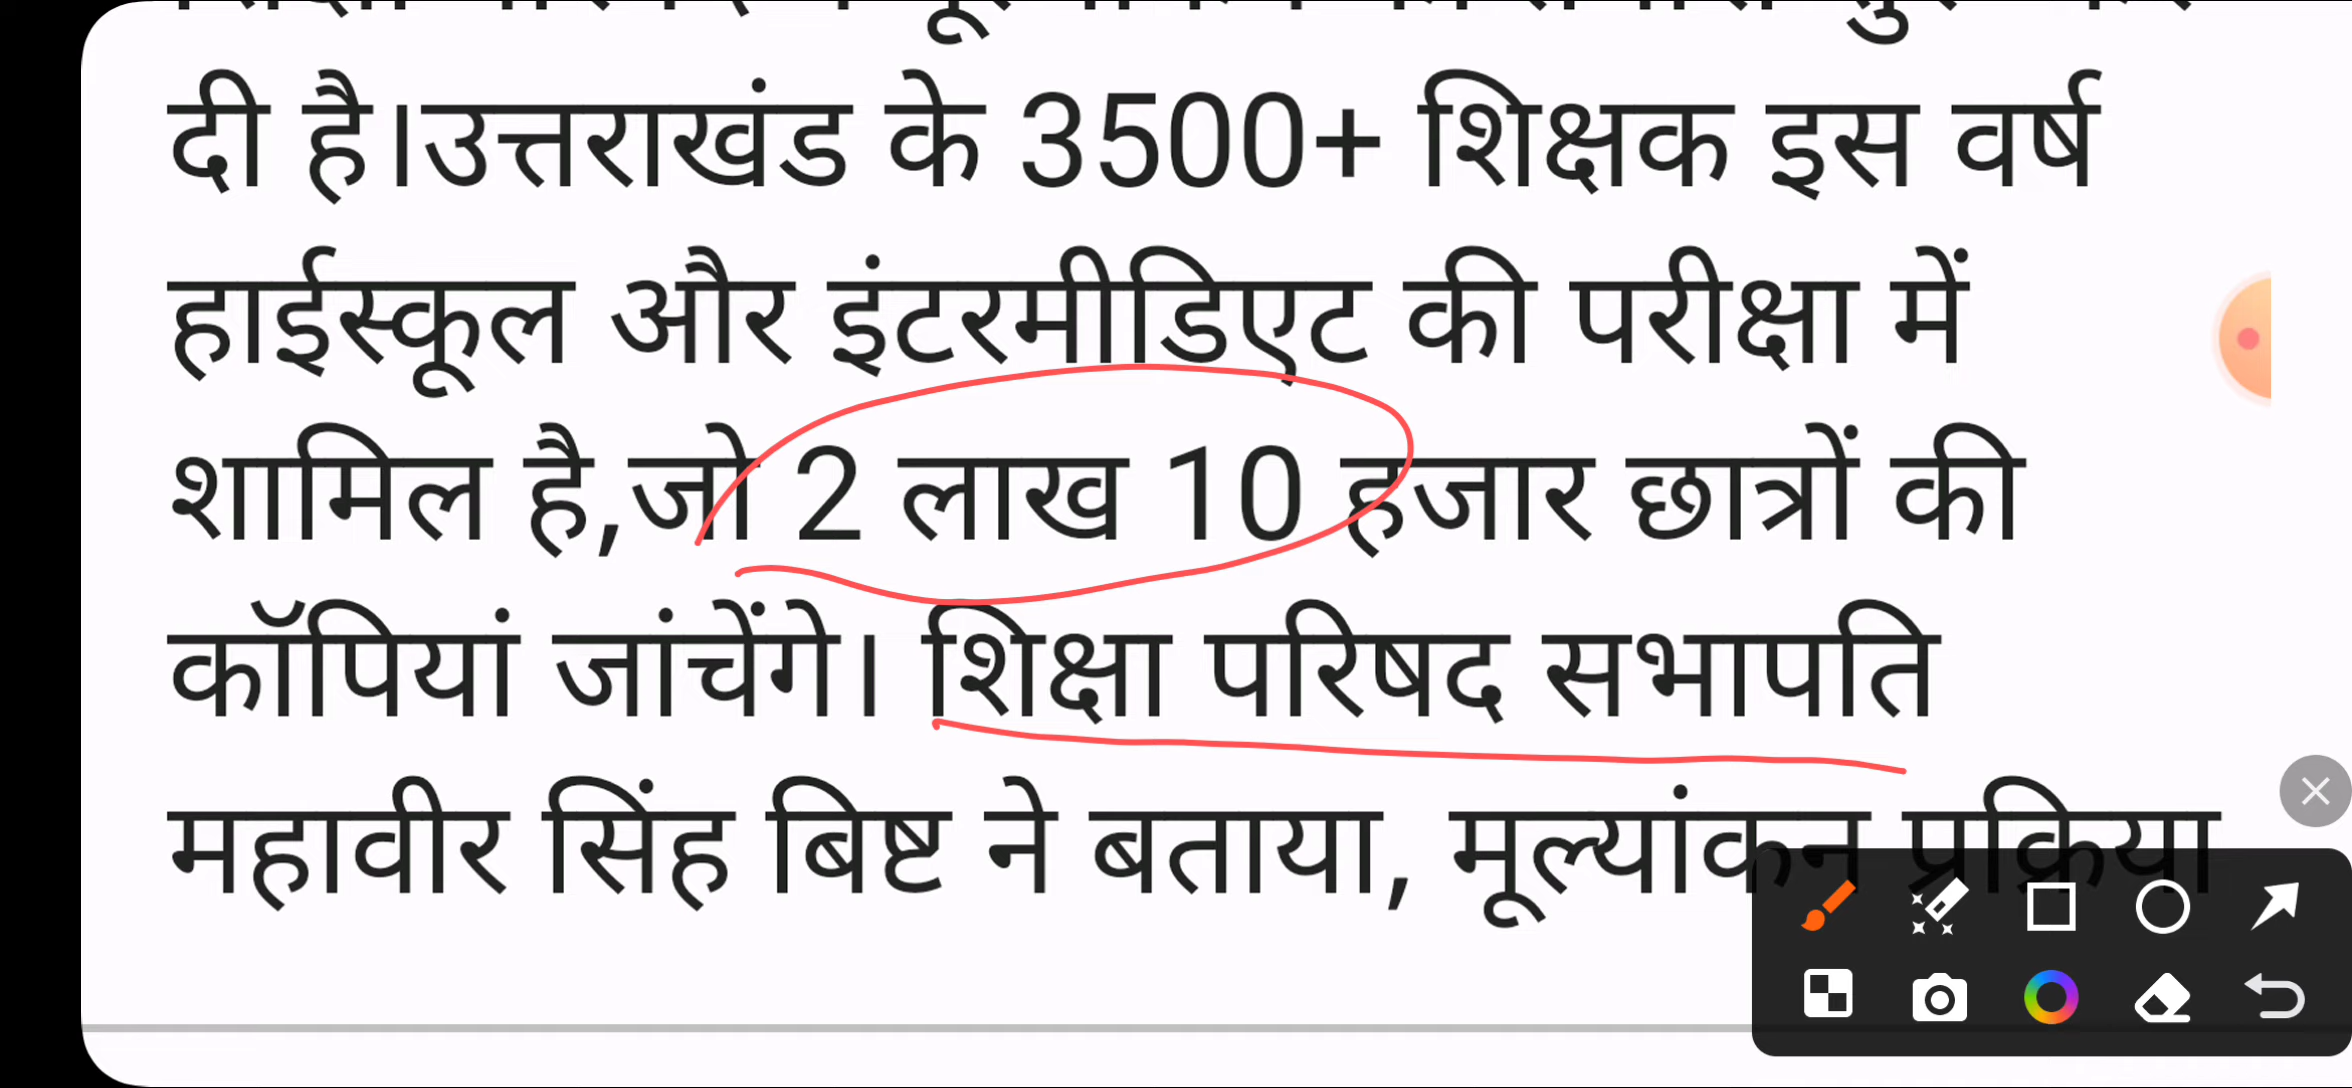 दी है।उत्तराखंड के 3500+ शिक्षक इस वर्ष
हाईस्कूल और इंटरमीडिएट की परीक्षा में
शामिल है,जो 2 लाख 10 हजार छात्रों की
कॉपियां जांचेंगे। शिक्षा परिषद सभापति
महावीर सिंह बिष्ट ने बताया, मूल्यांकन प्रक्रिया